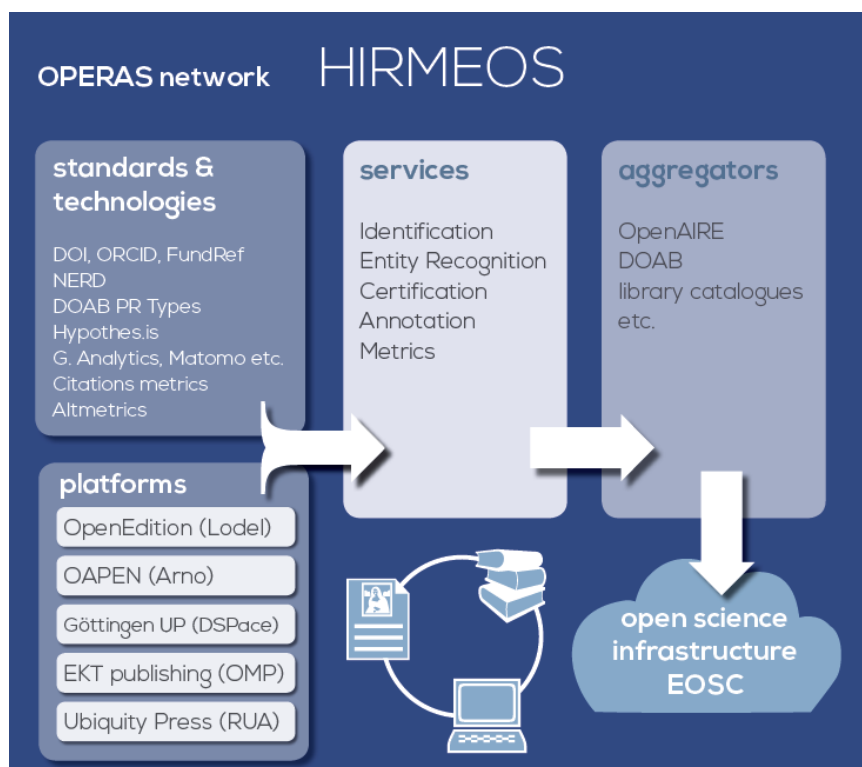 OPERAS network HIRMEOS
standards &
technologies
DOI, ORCID, FundRef
NERD
DOAB PR Types
Hypothes.is
G. Analytics, Matomo etc.
Citations metrics
Altmetrics
platforms
OpenEdition (Lodel)
OAPEN (Arno)
Göttingen UP (DSPace)
EKT publishing (OMP)
Ubiquity Press (RUA)
services
Identification
Entity Recognition
Certification
Annotation
Metrics
aggregators
OpenAIRE
DOAB
library catalogues
etc.
open science
infrastructure
EOSC